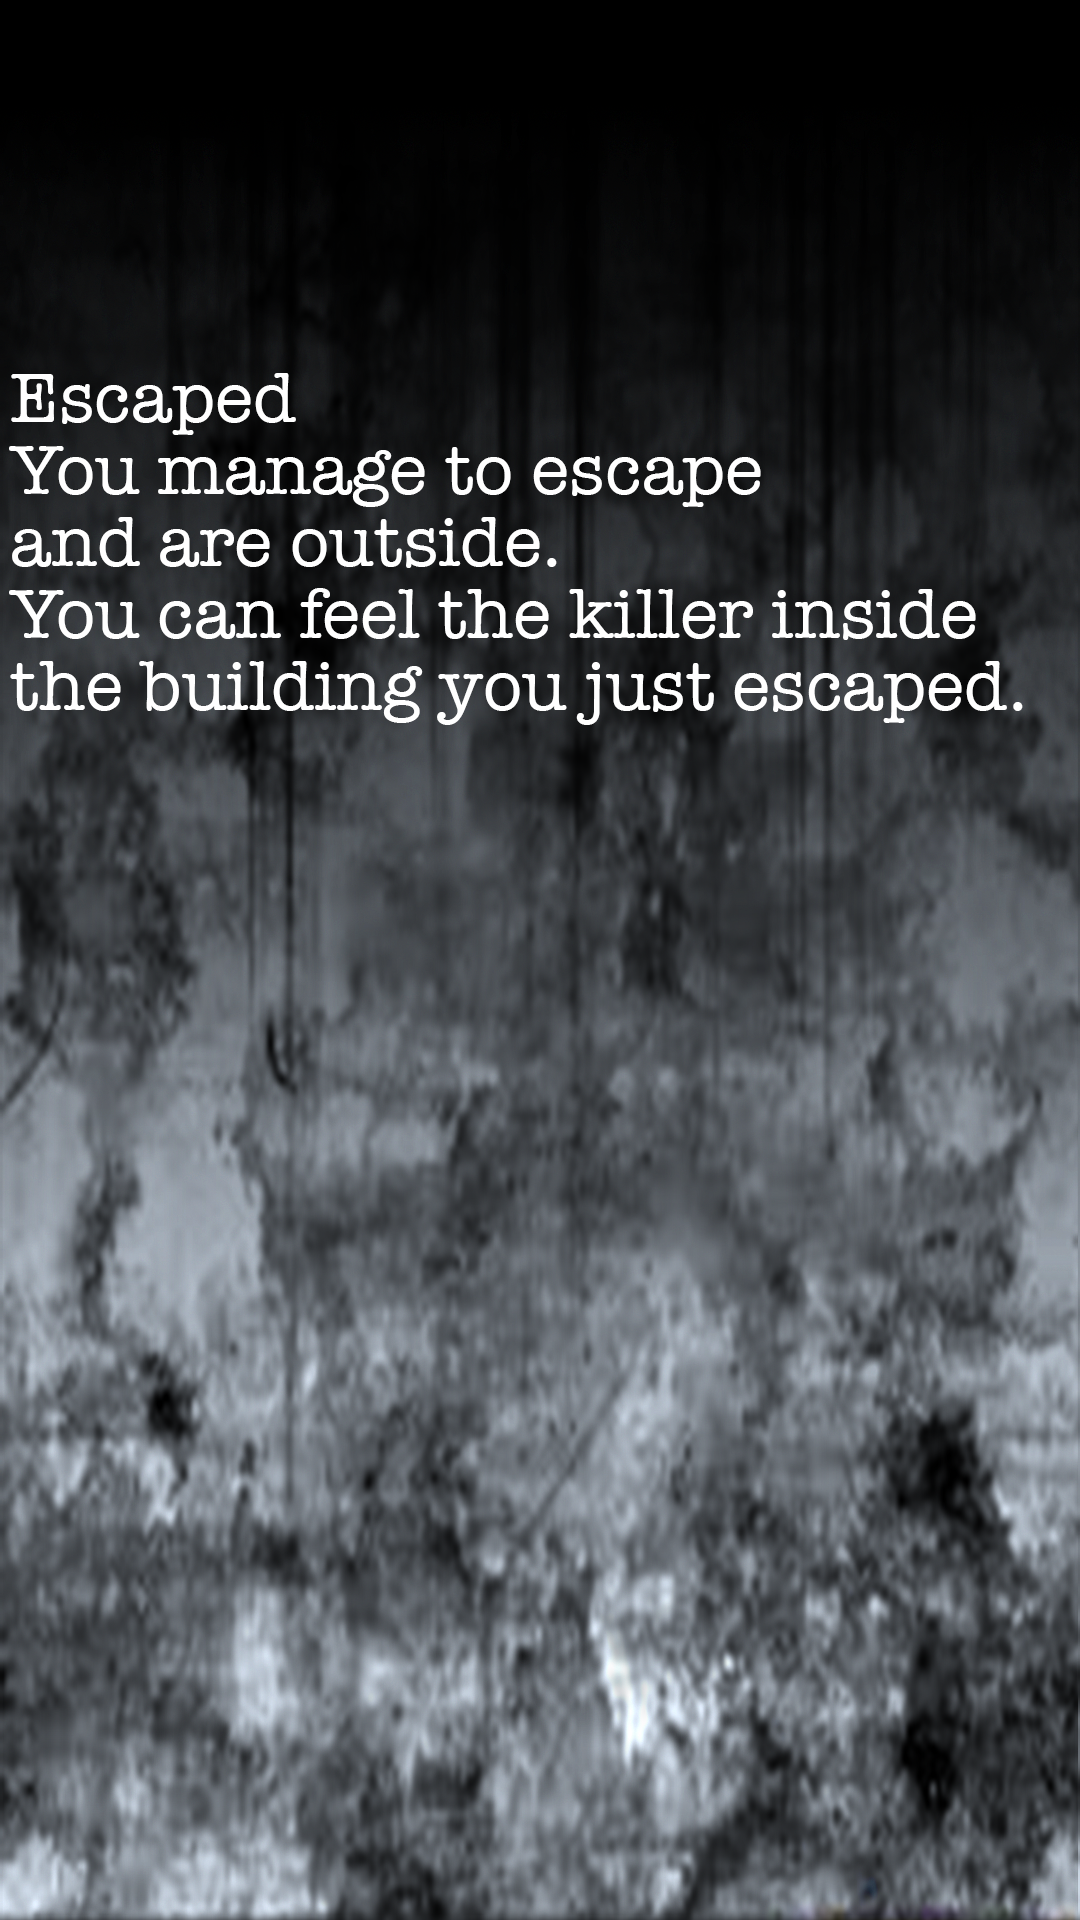 Escaped
You manage to escape
and are outside.
You can feel the killer inside
the building you just escaped.